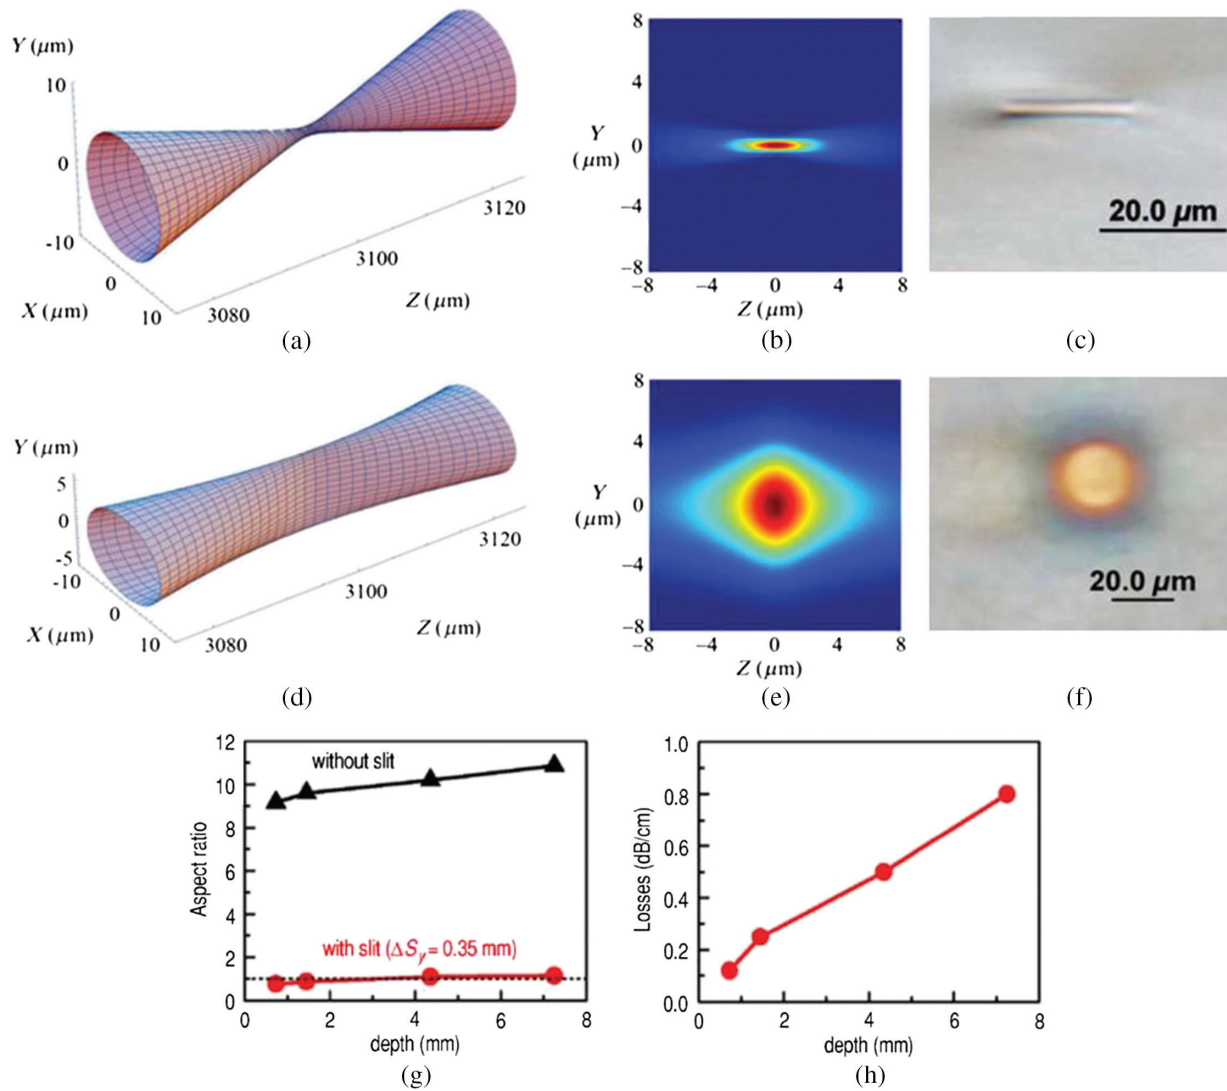 Y (μm)
10
0
-10
X (μm)
0
10
3080
3100
3120
Z (μm)
(a)
8
4
Y
(μm)
0
−4
−8
−8 −4 0 4 8
Z (μm)
(b)
20.0 μm
(c)
Y (μm)
5
0
-5
-10
X (μm)
0
10
3080
3100
3120
Z (μm)
(d)
8
4
Y
(μm)
0
−4
−8
−8 −4 0 4 8
Z (μm)
(e)
20.0 μm
(f)
12
10
8
6
4
2
0
Aspect ratio
without slit
with slit (ΔSy = 0.35 mm)
0 2 4 6 8
depth (mm)
(g)
1.0
0.8
0.6
0.4
0.2
0.0
Losses (dB/cm)
0 2 4 6 8
depth (mm)
(h)